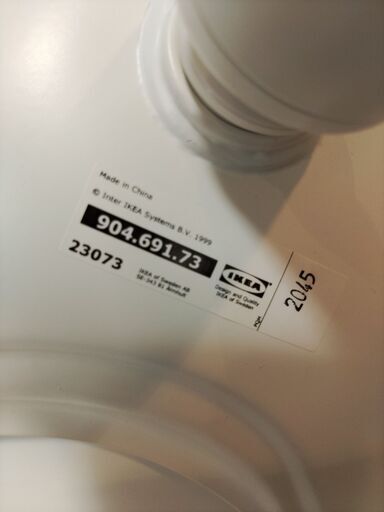 Made in China
© Inter IKEA Systems B.V. 1999
904.691.73
23073
IKEA of Sweden AB
SE-343 81 Älmhult
IKEA
Design and Quality
IKEA of Sweden
2045